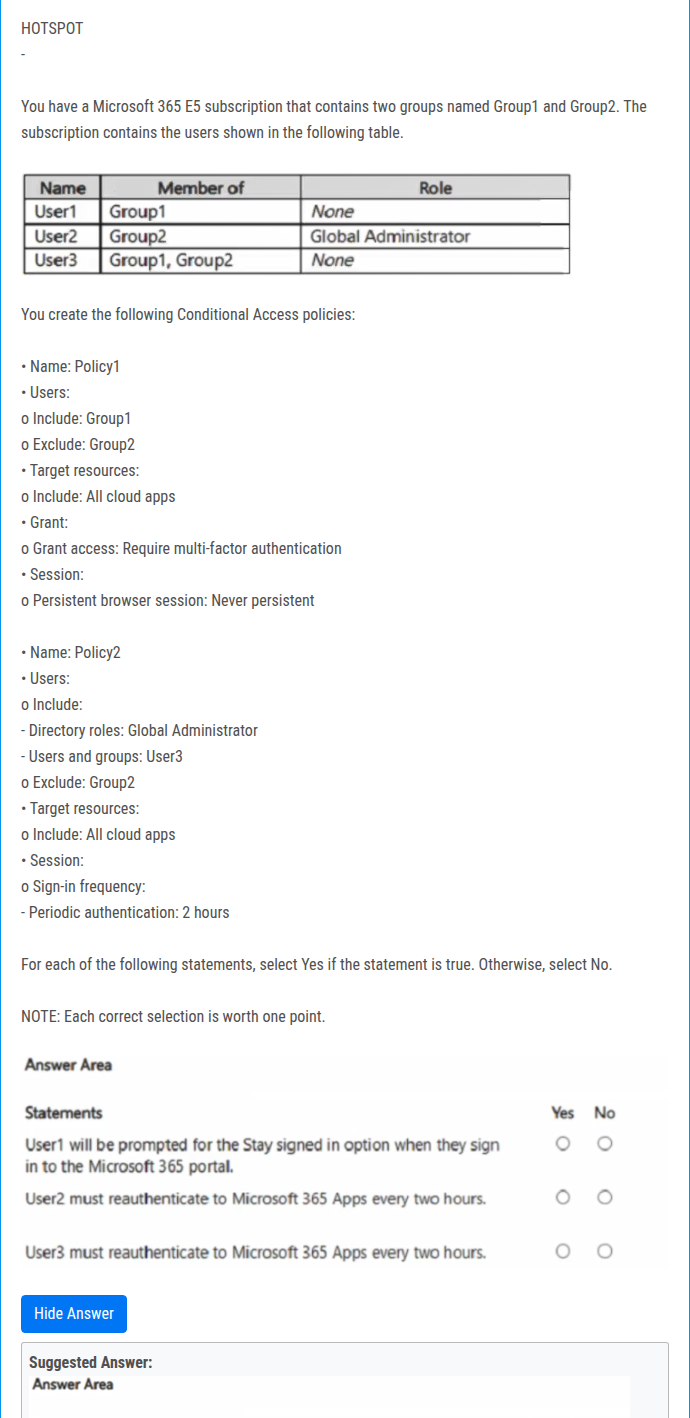 HOTSPOT
-
You have a Microsoft 365 E5 subscription that contains two groups named Group1 and Group2. The
subscription contains the users shown in the following table.
Name Member of Role
User1 Group1 None
User2 Group2 Global Administrator
User3 Group1, Group2 None
You create the following Conditional Access policies:
• Name: Policy1
• Users:
o Include: Group1
o Exclude: Group2
• Target resources:
o Include: All cloud apps
• Grant:
o Grant access: Require multi-factor authentication
• Session:
o Persistent browser session: Never persistent
• Name: Policy2
• Users:
o Include:
- Directory roles: Global Administrator
- Users and groups: User3
o Exclude: Group2
• Target resources:
o Include: All cloud apps
• Session:
o Sign-in frequency:
- Periodic authentication: 2 hours
For each of the following statements, select Yes if the statement is true. Otherwise, select No.
NOTE: Each correct selection is worth one point.
Answer Area
Statements Yes No
User1 will be prompted for the Stay signed in option when they sign
in to the Microsoft 365 portal.
User2 must reauthenticate to Microsoft 365 Apps every two hours.
User3 must reauthenticate to Microsoft 365 Apps every two hours.
Hide Answer
Suggested Answer:
Answer Area